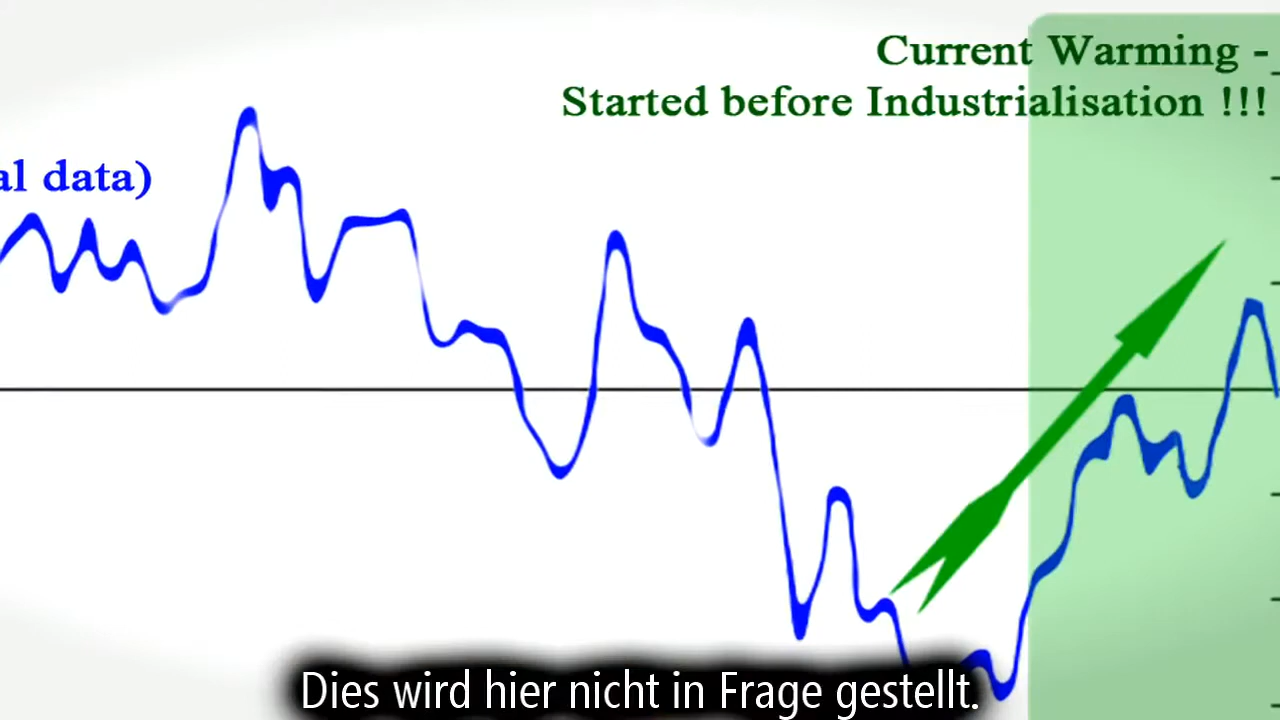 Current Warming -
Started before Industrialisation !!!
al data)
Dies wird hier nicht in Frage gestellt.